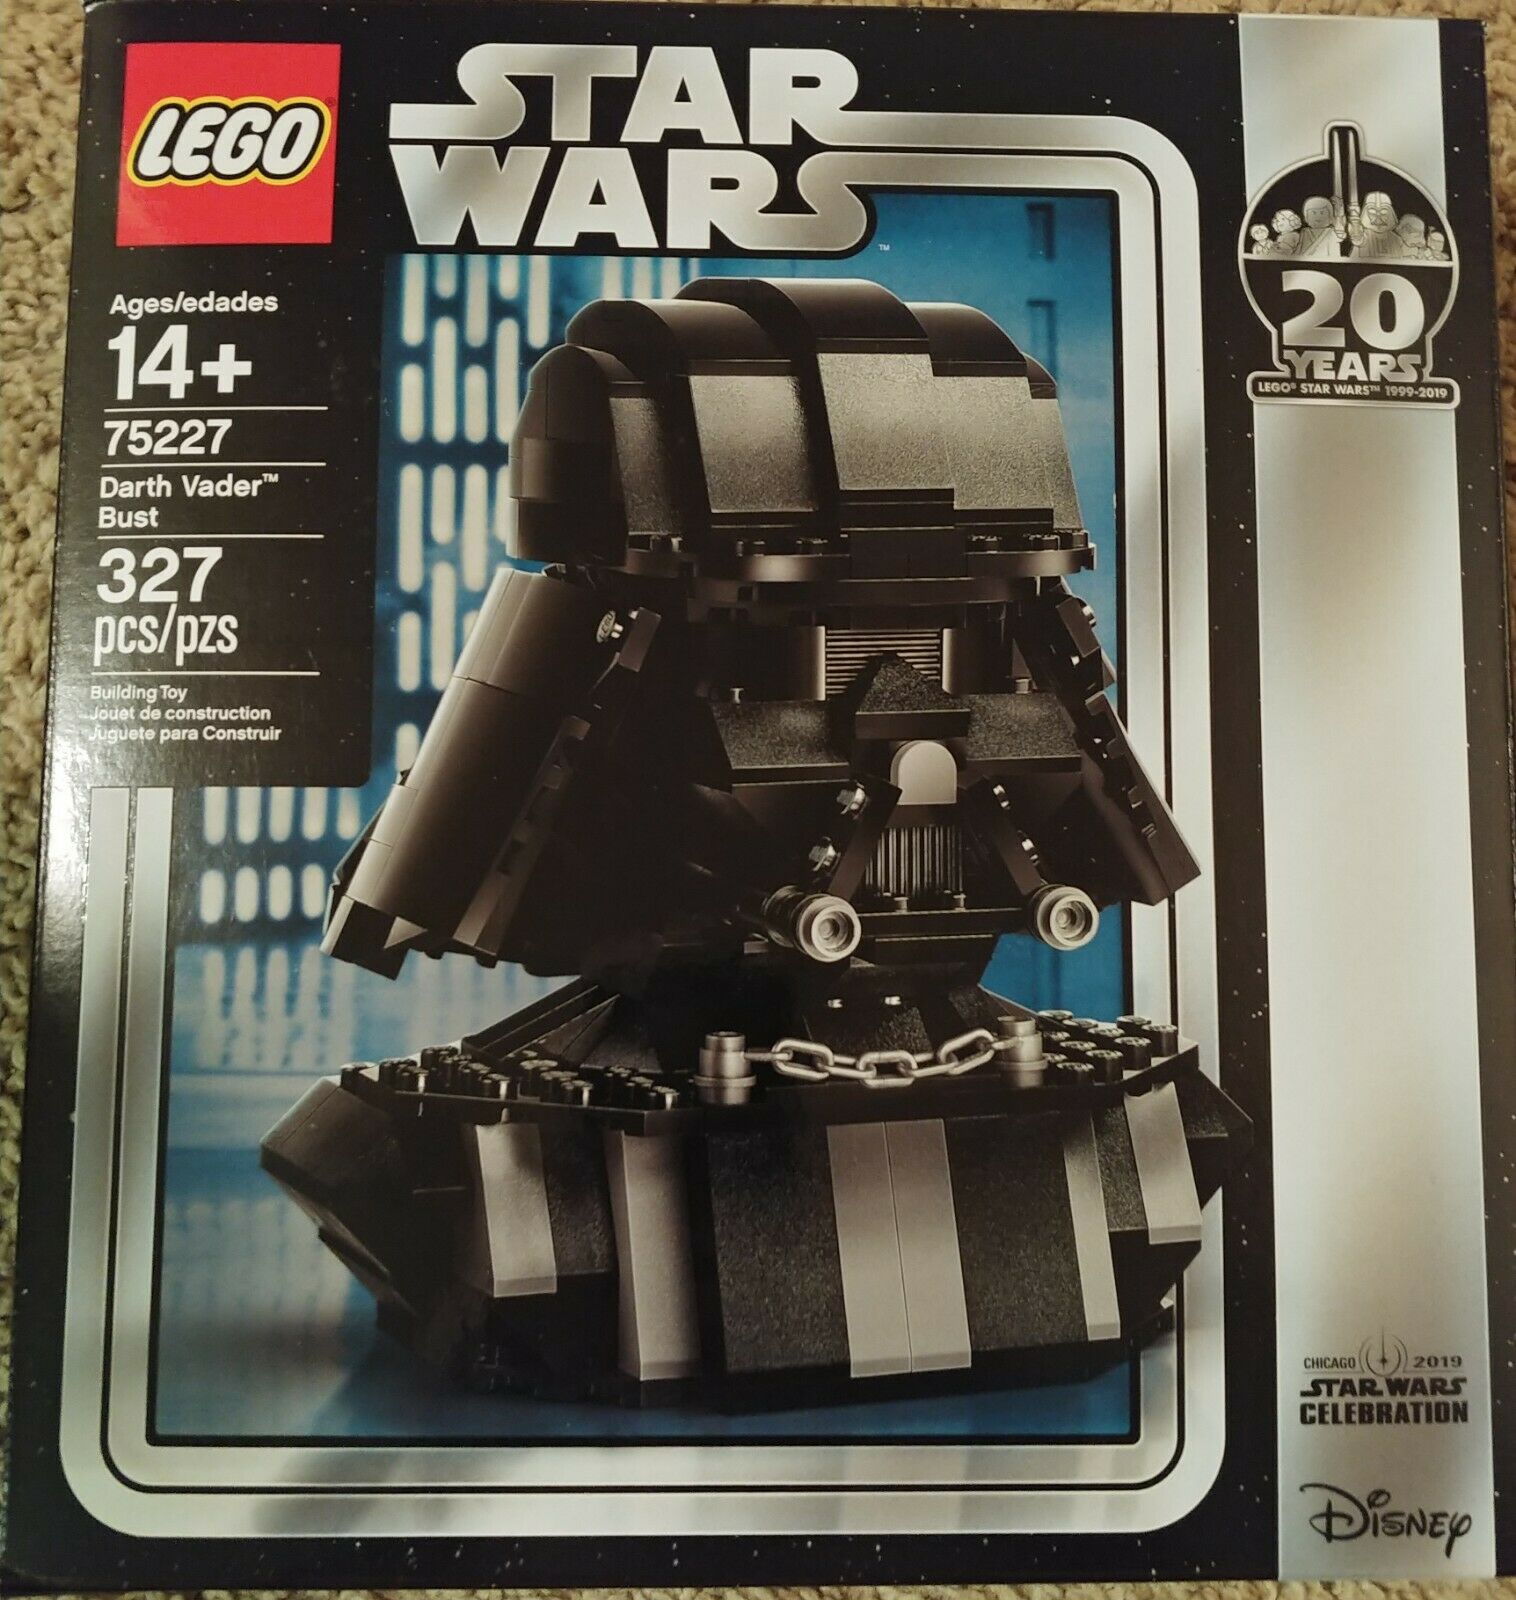 LEGO
STAR
WARS
TM
Ages/edades
14+
75227
Darth Vader™
Bust
327
pcs/pzs
Building Toy
Jouet de construction
Juguete para Construir
20
YEARS
LEGO® STAR WARS™ 1999-2019
CHICAGO 2019
STAR WARS
CELEBRATION
Disney